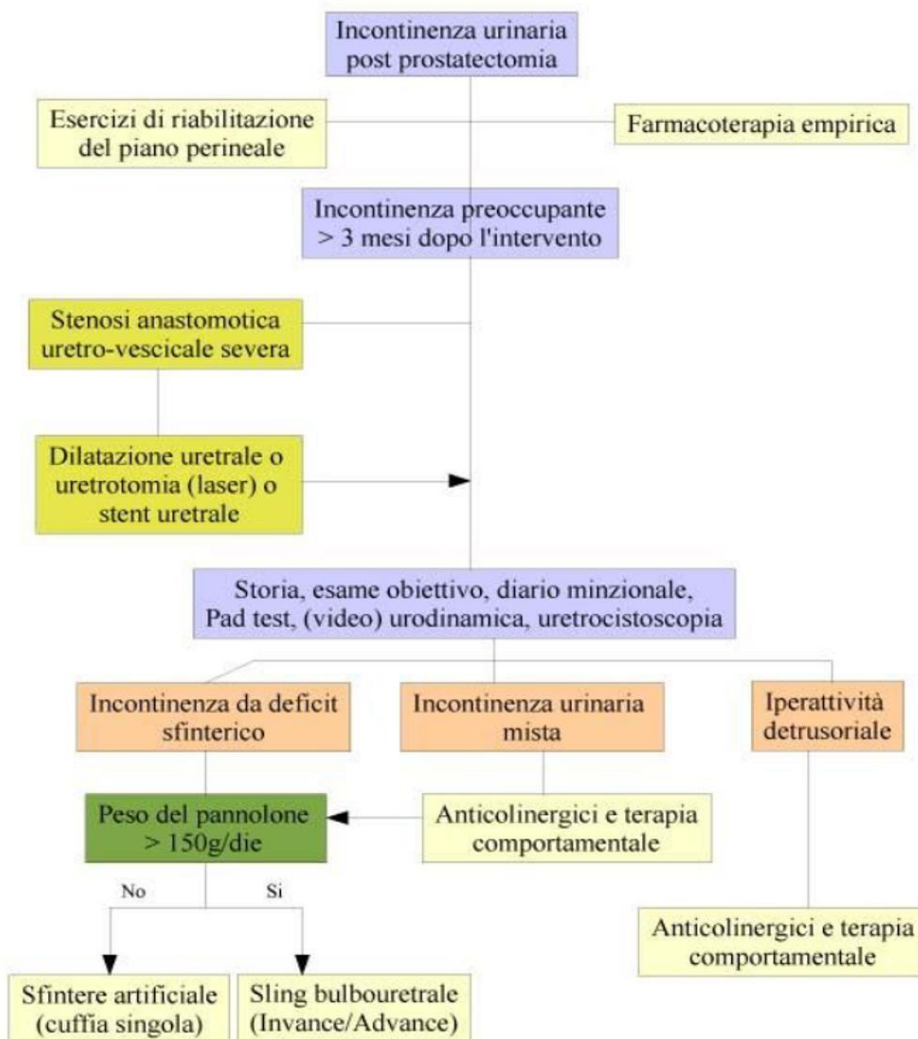 Incontinenza urinaria
post prostatectomia
Esercizi di riabilitazione
del piano perineale
Farmacoterapia empirica
Incontinenza preoccupante
> 3 mesi dopo l'intervento
Stenosi anastomotica
uretro-vescicale severa
Dilatazione uretrale o
uretrotomia (laser) o
stent uretrale
Storia, esame obiettivo, diario minzionale,
Pad test, (video) urodinamica, uretrocistoscopia
Incontinenza da deficit
sfinterico
Incontinenza urinaria
mista
Iperattività
detrusoriale
Peso del pannolone
> 150g/die
Anticolinergici e terapia
comportamentale
No
Si
Anticolinergici e terapia
comportamentale
Sfintere artificiale
(cuffia singola)
Sling bulbouretrale
(Invance/Advance)